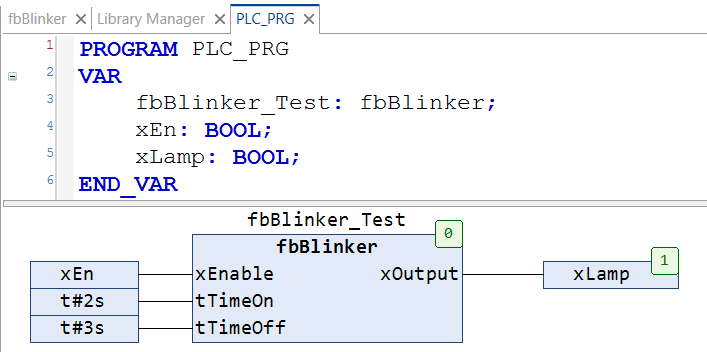 fbBlinker Library Manager PLC_PRG
1 PROGRAM PLC_PRG
2 VAR
3 fbBlinker_Test: fbBlinker;
4 xEn: BOOL;
5 xLamp: BOOL;
6 END_VAR
fbBlinker_Test
0
fbBlinker
1
xEn xEnable xOutput xLamp
t#2s tTimeOn
t#3s tTimeOff